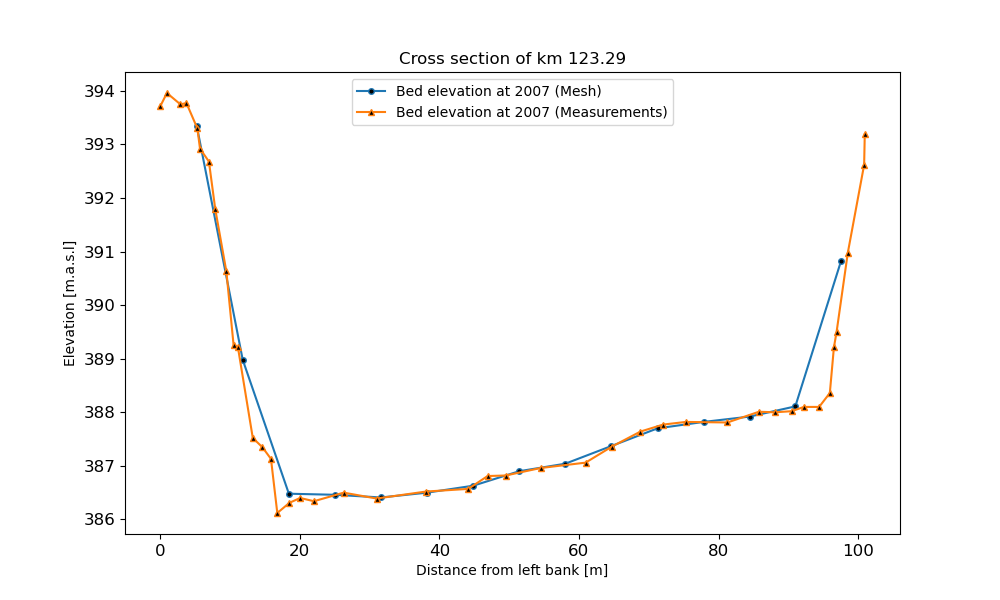 Cross section of km 123.29
Bed elevation at 2007 (Mesh)
Bed elevation at 2007 (Measurements)
394
393
392
391
390
389
388
387
386
Elevation [m.a.s.l]
0 20 40 60 80 100
Distance from left bank [m]